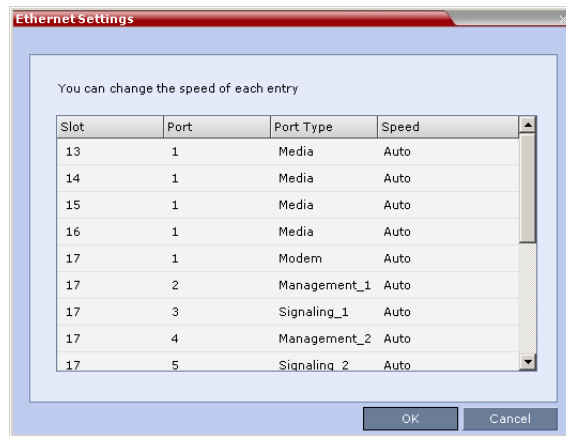 Ethernet Settings
You can change the speed of each entry
Slot Port Port Type Speed
13 1 Media Auto
14 1 Media Auto
15 1 Media Auto
16 1 Media Auto
17 1 Modem Auto
17 2 Management_1 Auto
17 3 Signaling_1 Auto
17 4 Management_2 Auto
17 5 Signaling_2 Auto
OK Cancel